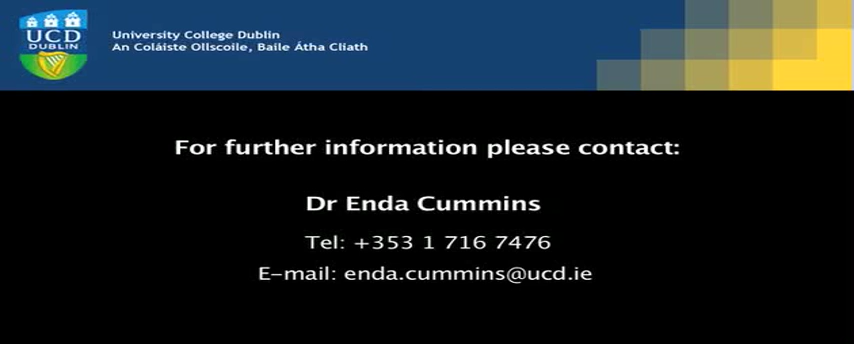 UCD
DUBLIN
University College Dublin
An Coláiste Ollscoile, Baile Átha Cliath
For further information please contact:
Dr Enda Cummins
Tel: +353 1 716 7476
E-mail: enda.cummins@ucd.ie